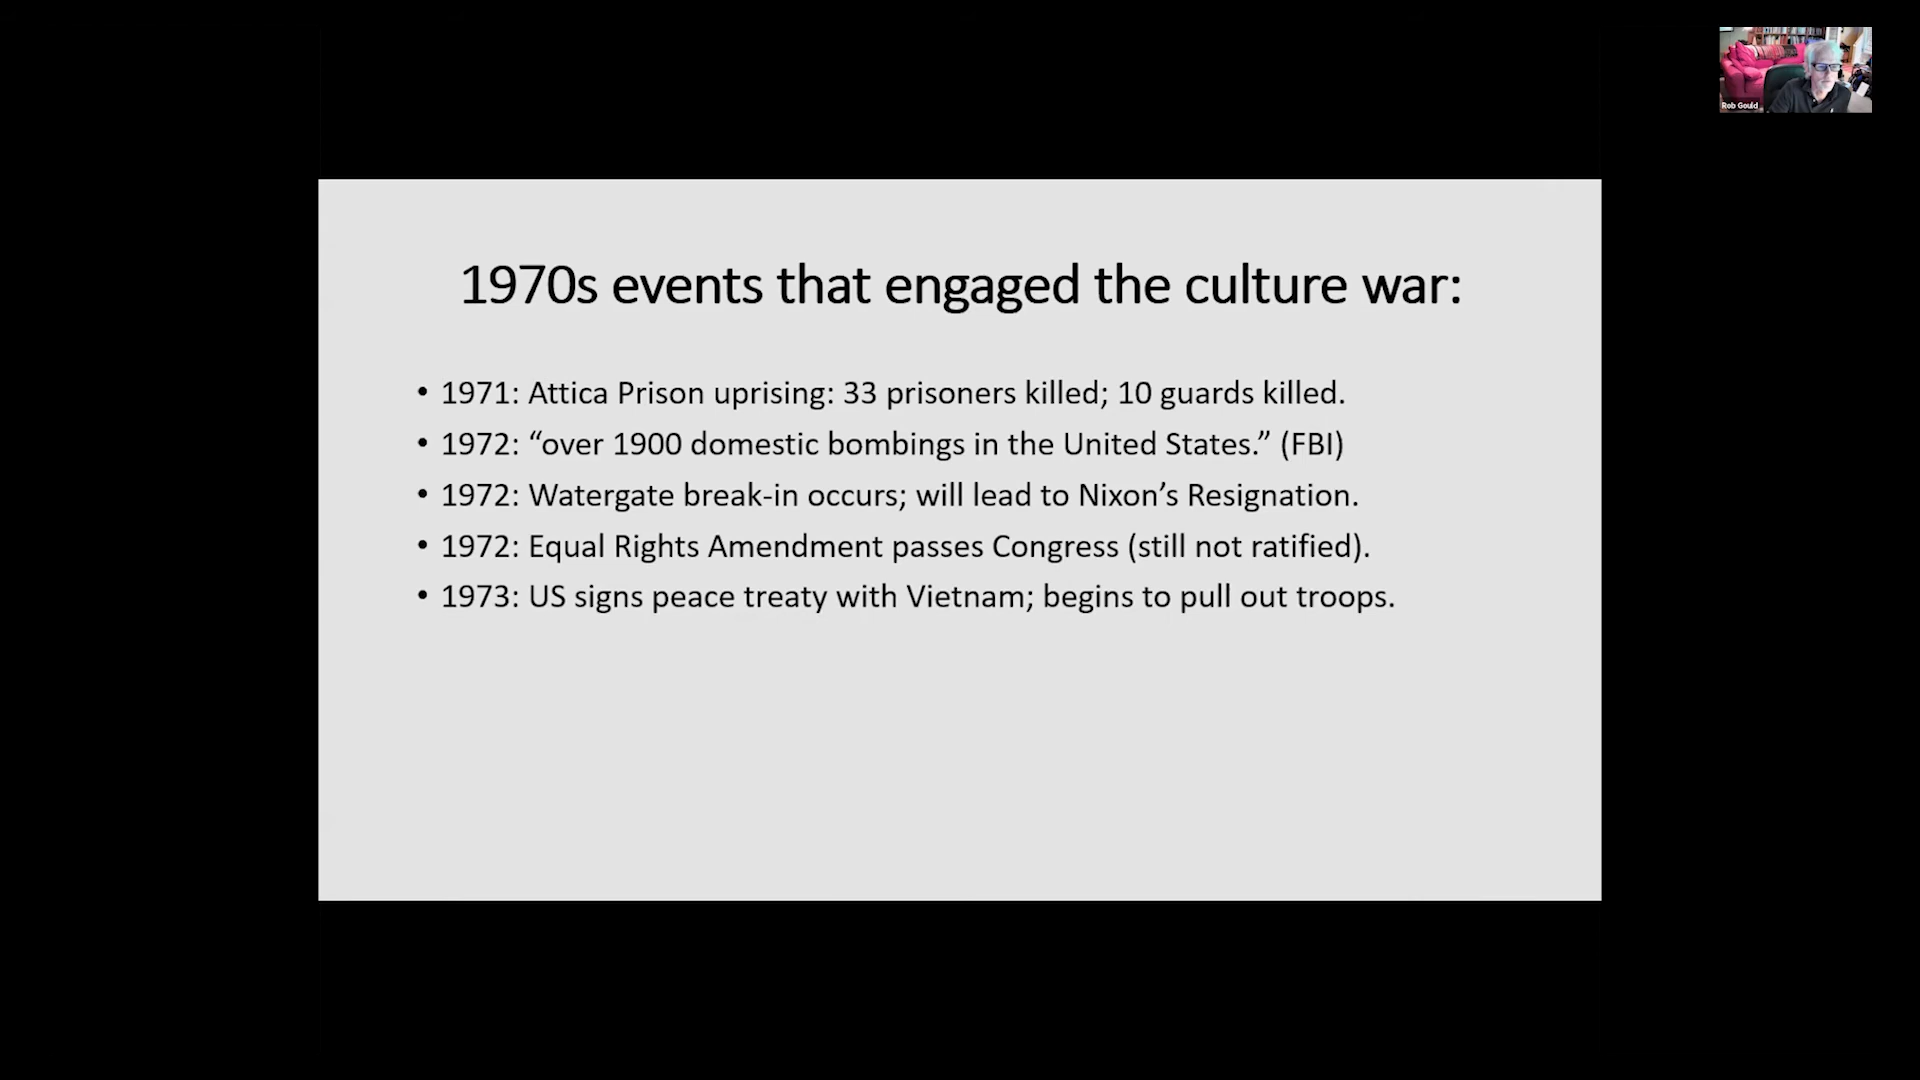 Rob Gould
1970s events that engaged the culture war:
• 1971: Attica Prison uprising: 33 prisoners killed; 10 guards killed.
• 1972: “over 1900 domestic bombings in the United States.” (FBI)
• 1972: Watergate break-in occurs; will lead to Nixon’s Resignation.
• 1972: Equal Rights Amendment passes Congress (still not ratified).
• 1973: US signs peace treaty with Vietnam; begins to pull out troops.